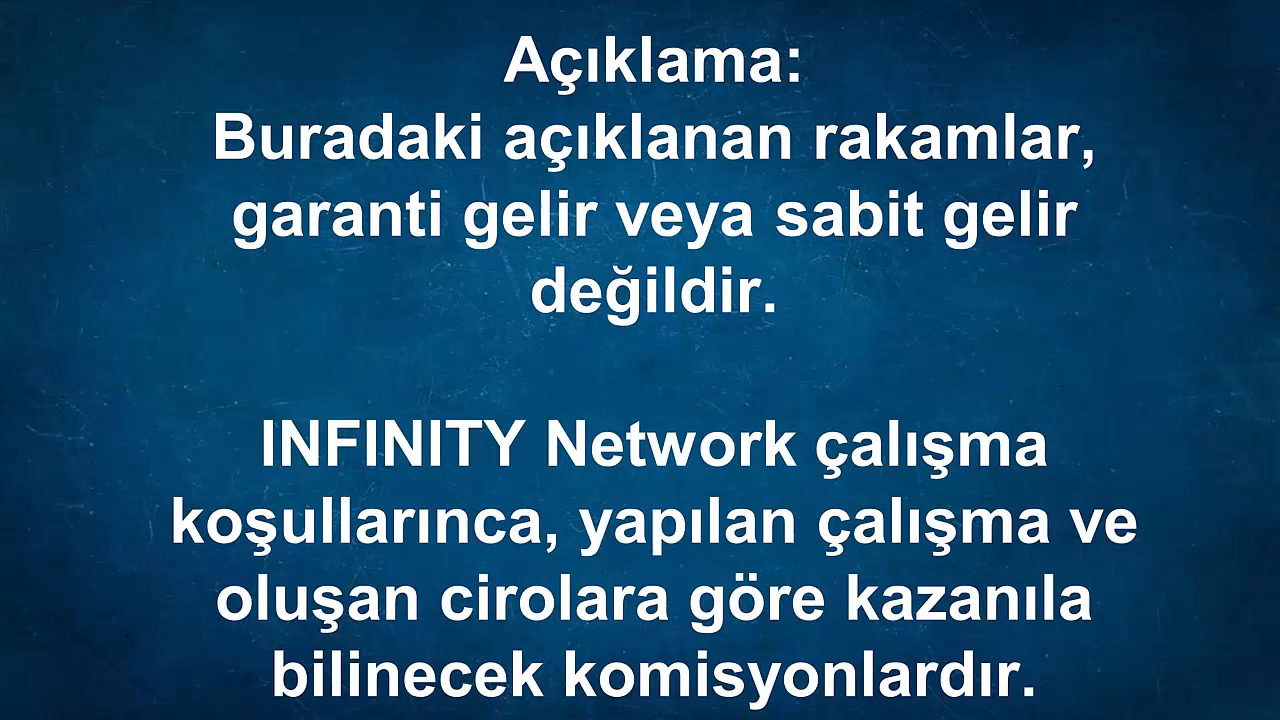 Açıklama:
Buradaki açıklanan rakamlar,
garanti gelir veya sabit gelir
değildir.
INFINITY Network çalışma
koşullarınca, yapılan çalışma ve
oluşan cirolara göre kazanıla
bilinecek komisyonlardır.